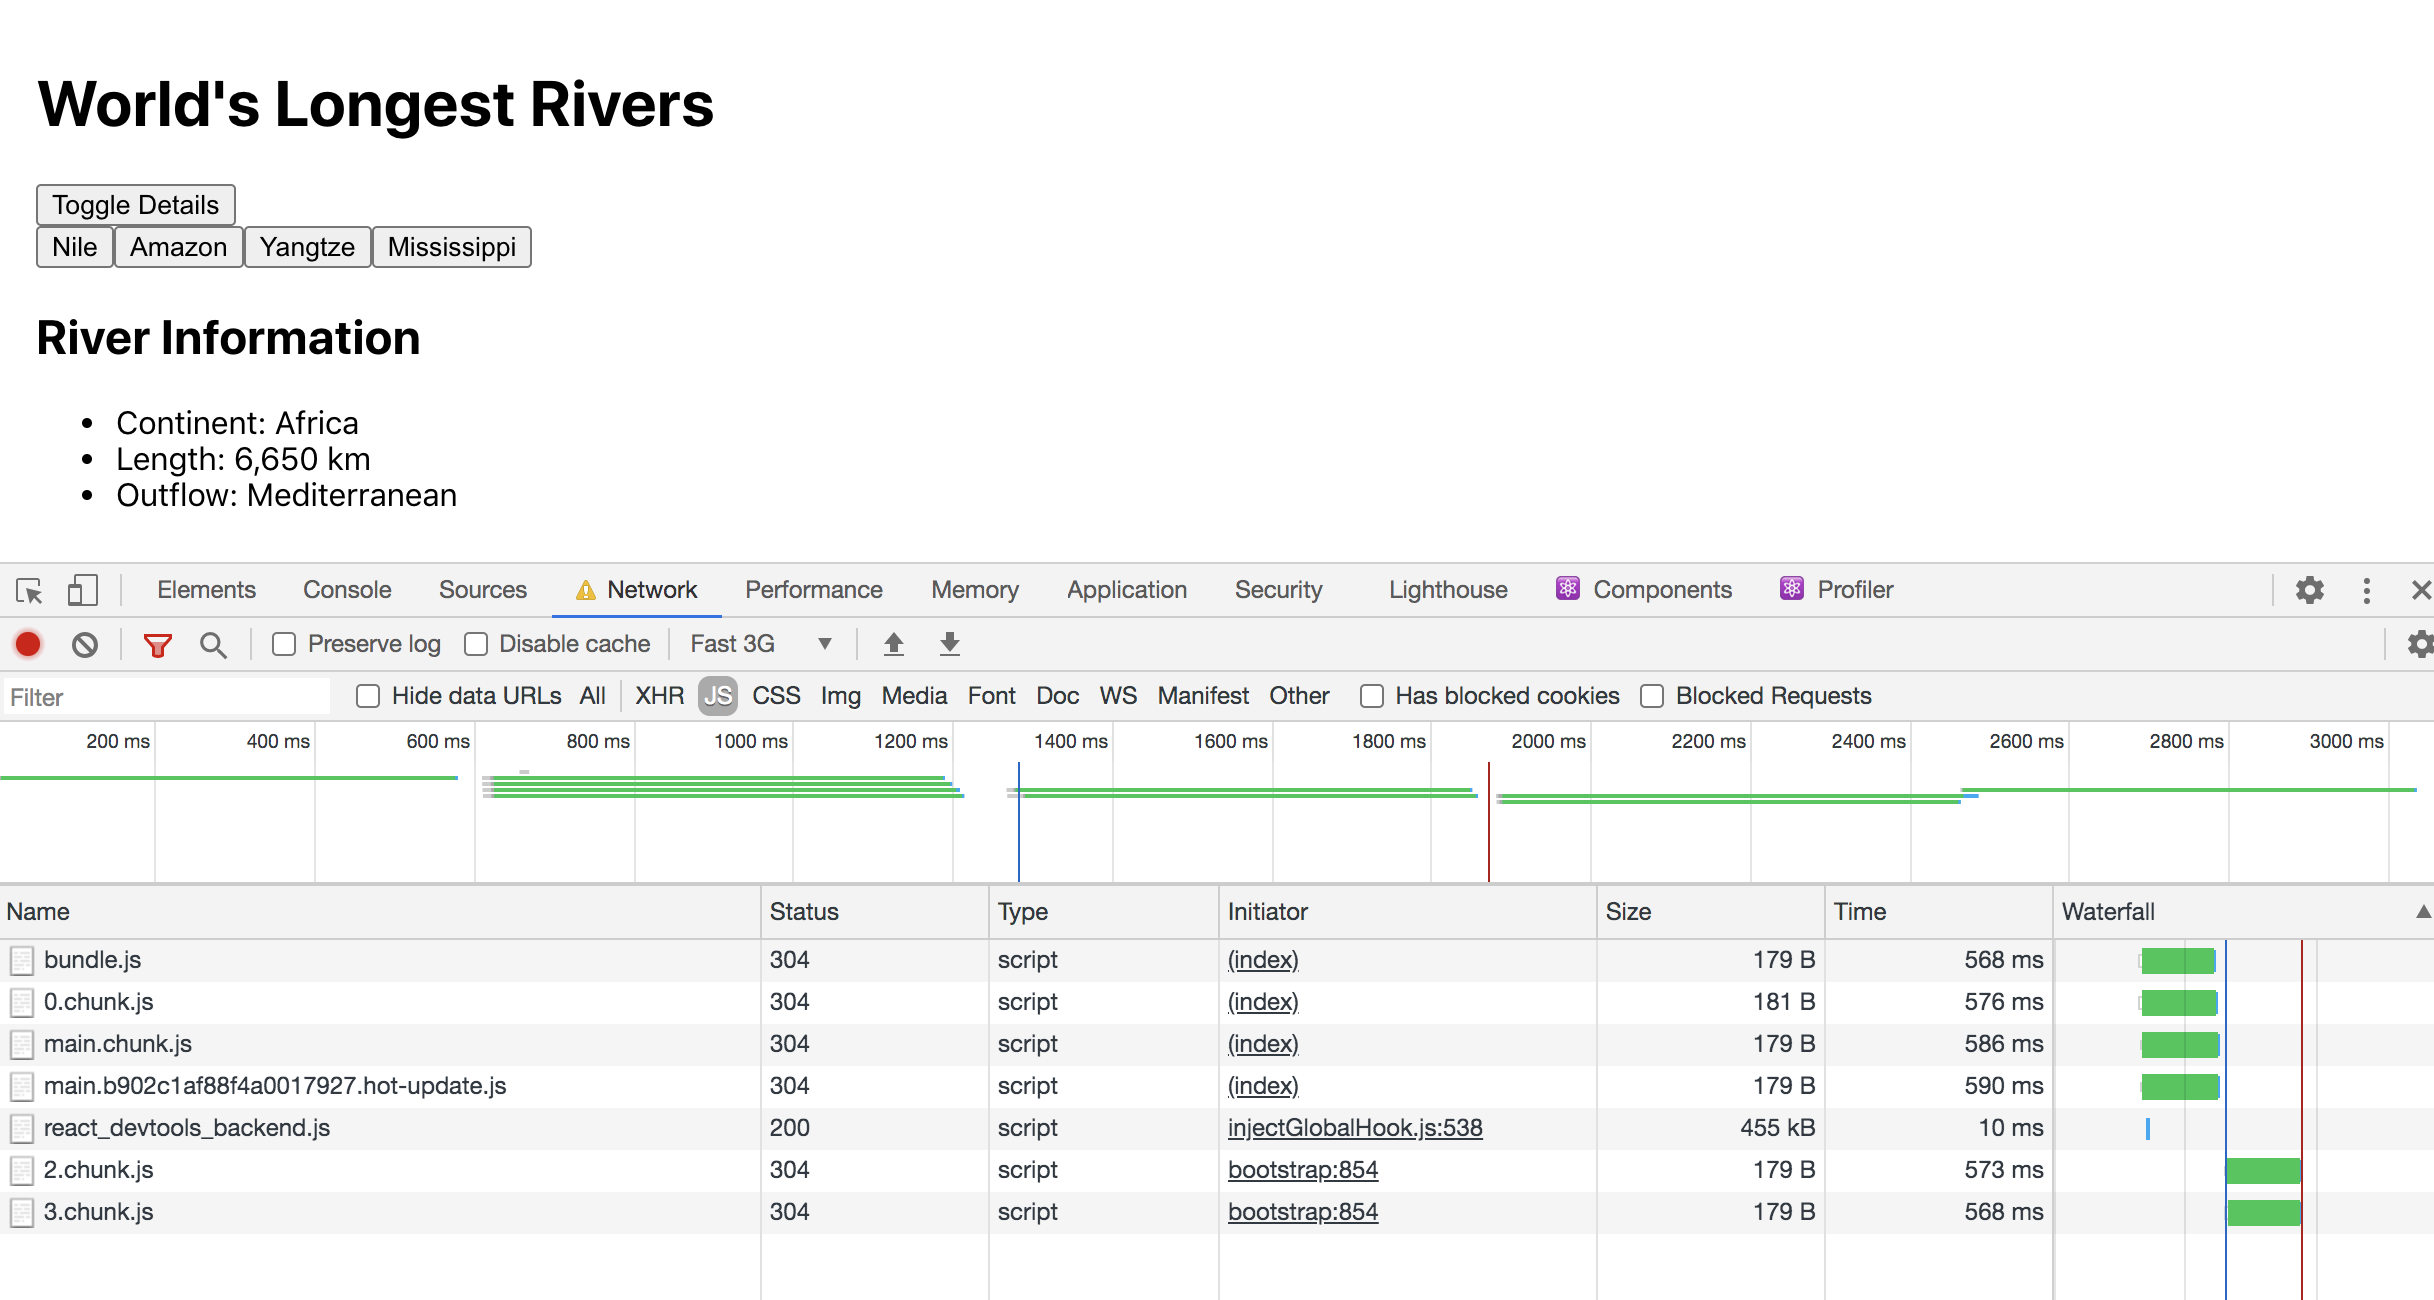 World's Longest Rivers
Toggle Details
Nile Amazon Yangtze Mississippi
River Information
• Continent: Africa
• Length: 6,650 km
• Outflow: Mediterranean
Elements Console Sources Network Performance Memory Application Security Lighthouse Components Profiler
Preserve log Disable cache Fast 3G
Filter Hide data URLs All XHR JS CSS Img Media Font Doc WS Manifest Other Has blocked cookies Blocked Requests
200 ms 400 ms 600 ms 800 ms 1000 ms 1200 ms 1400 ms 1600 ms 1800 ms 2000 ms 2200 ms 2400 ms 2600 ms 2800 ms 3000 ms
Name Status Type Initiator Size Time Waterfall
bundle.js 304 script (index) 179 B 568 ms
0.chunk.js 304 script (index) 181 B 576 ms
main.chunk.js 304 script (index) 179 B 586 ms
main.b902c1af88f4a0017927.hot-update.js 304 script (index) 179 B 590 ms
react_devtools_backend.js 200 script injectGlobalHook.js:538 455 kB 10 ms
2.chunk.js 304 script bootstrap:854 179 B 573 ms
3.chunk.js 304 script bootstrap:854 179 B 568 ms